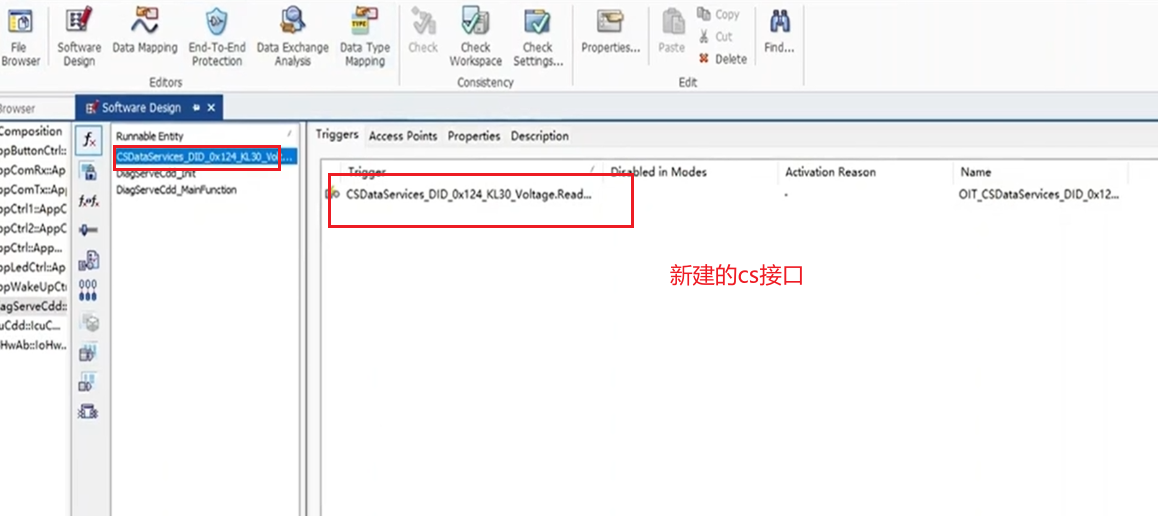 File
Browser
Software
Design
Data Mapping
End-To-End
Protection
Data Exchange
Analysis
Data Type
Mapping
Editors
Check
Check
Workspace
Check
Settings...
Consistency
Properties...
Paste
Copy
Cut
Delete
Edit
Find...
Browser
Software Design
Composition
ppButtonCtrl::
ppComRx::Ap
ppComTx::Ap
ppCtrl1::AppC
ppCtrl2::AppC
ppCtrl::App...
ppLedCtrl::Ap
ppWakeUpCt
agServeCdd::
uCdd::IcuC...
HwAb::IoHw...
Runnable Entity
CSDataServices_DID_0x124_KL30_Vol...
DiagServeCdd_Init
DiagServeCdd_MainFunction
Triggers Access Points Properties Description
Trigger Disabled in Modes Activation Reason Name
CSDataServices_DID_0x124_KL30_Voltage.Read... - OIT_CSDataServices_DID_0x12...
新建的cs接口